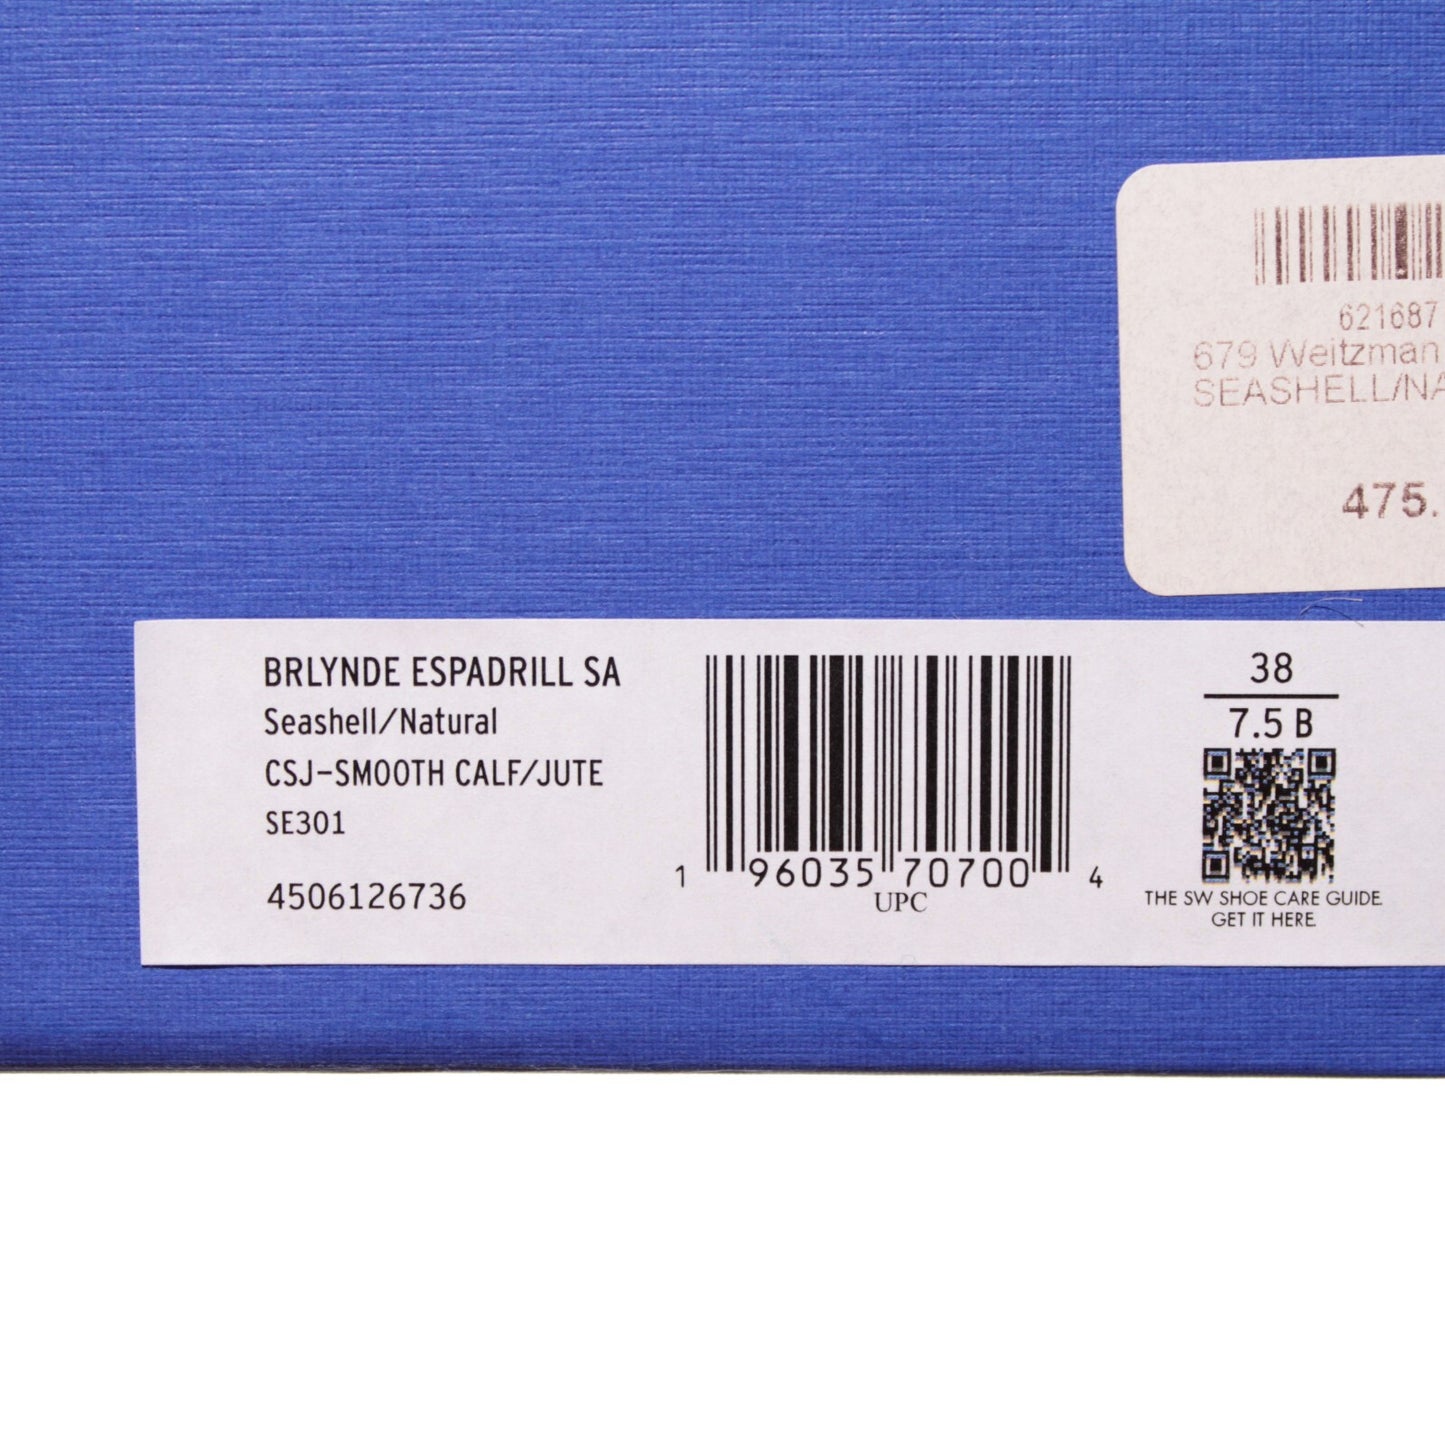 621687
679 Weitzman
SEASHELL/NA
475.
BRLYNDE ESPADRILL SA
Seashell/Natural
CSJ-SMOOTH CALF/JUTE
SE301
4506126736
1 96035 70700 4
UPC
38
7.5 B
THE SW SHOE CARE GUIDE.
GET IT HERE.